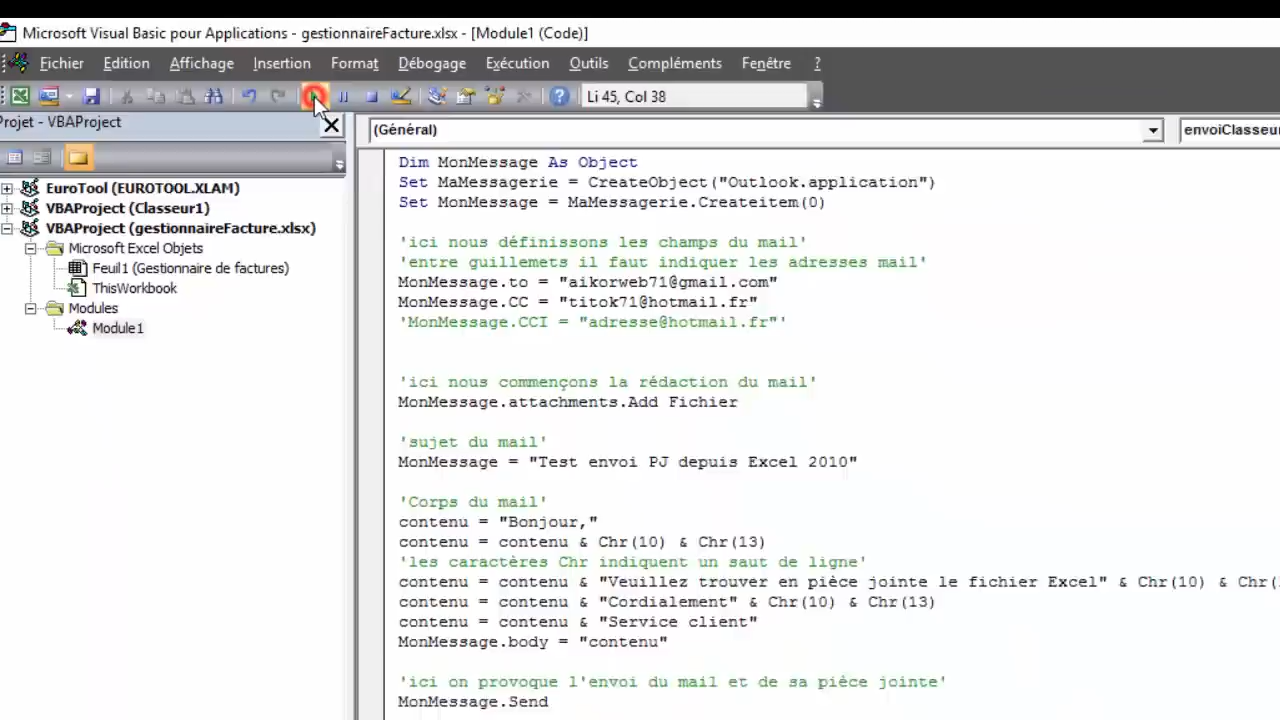 Microsoft Visual Basic pour Applications - gestionnaireFacture.xlsx - [Module1 (Code)]
Fichier Edition Affichage Insertion Format Débogage Exécution Outils Compléments Fenêtre ?
Li 45, Col 38
Projet - VBAProject
(Général)
envoiClasseur
EuroTool (EUROTOOL.XLAM)
VBAProject (Classeur1)
VBAProject (gestionnaireFacture.xlsx)
Microsoft Excel Objets
Feuil1 (Gestionnaire de factures)
ThisWorkbook
Modules
Module1
Dim MonMessage As Object
Set MaMessagerie = CreateObject("Outlook.application")
Set MonMessage = MaMessagerie.Createitem(0)
'ici nous définissons les champs du mail'
'entre guillemets il faut indiquer les adresses mail'
MonMessage.to = "aikorweb71@gmail.com"
MonMessage.CC = "titok71@hotmail.fr"
'MonMessage.CCI = "adresse@hotmail.fr"'
'ici nous commençons la rédaction du mail'
MonMessage.attachments.Add Fichier
'sujet du mail'
MonMessage = "Test envoi PJ depuis Excel 2010"
'Corps du mail'
contenu = "Bonjour,"
contenu = contenu & Chr(10) & Chr(13)
'les caractères Chr indiquent un saut de ligne'
contenu = contenu & "Veuillez trouver en pièce jointe le fichier Excel" & Chr(10) & Chr(
contenu = contenu & "Cordialement" & Chr(10) & Chr(13)
contenu = contenu & "Service client"
MonMessage.body = "contenu"
'ici on provoque l'envoi du mail et de sa pièce jointe'
MonMessage.Send